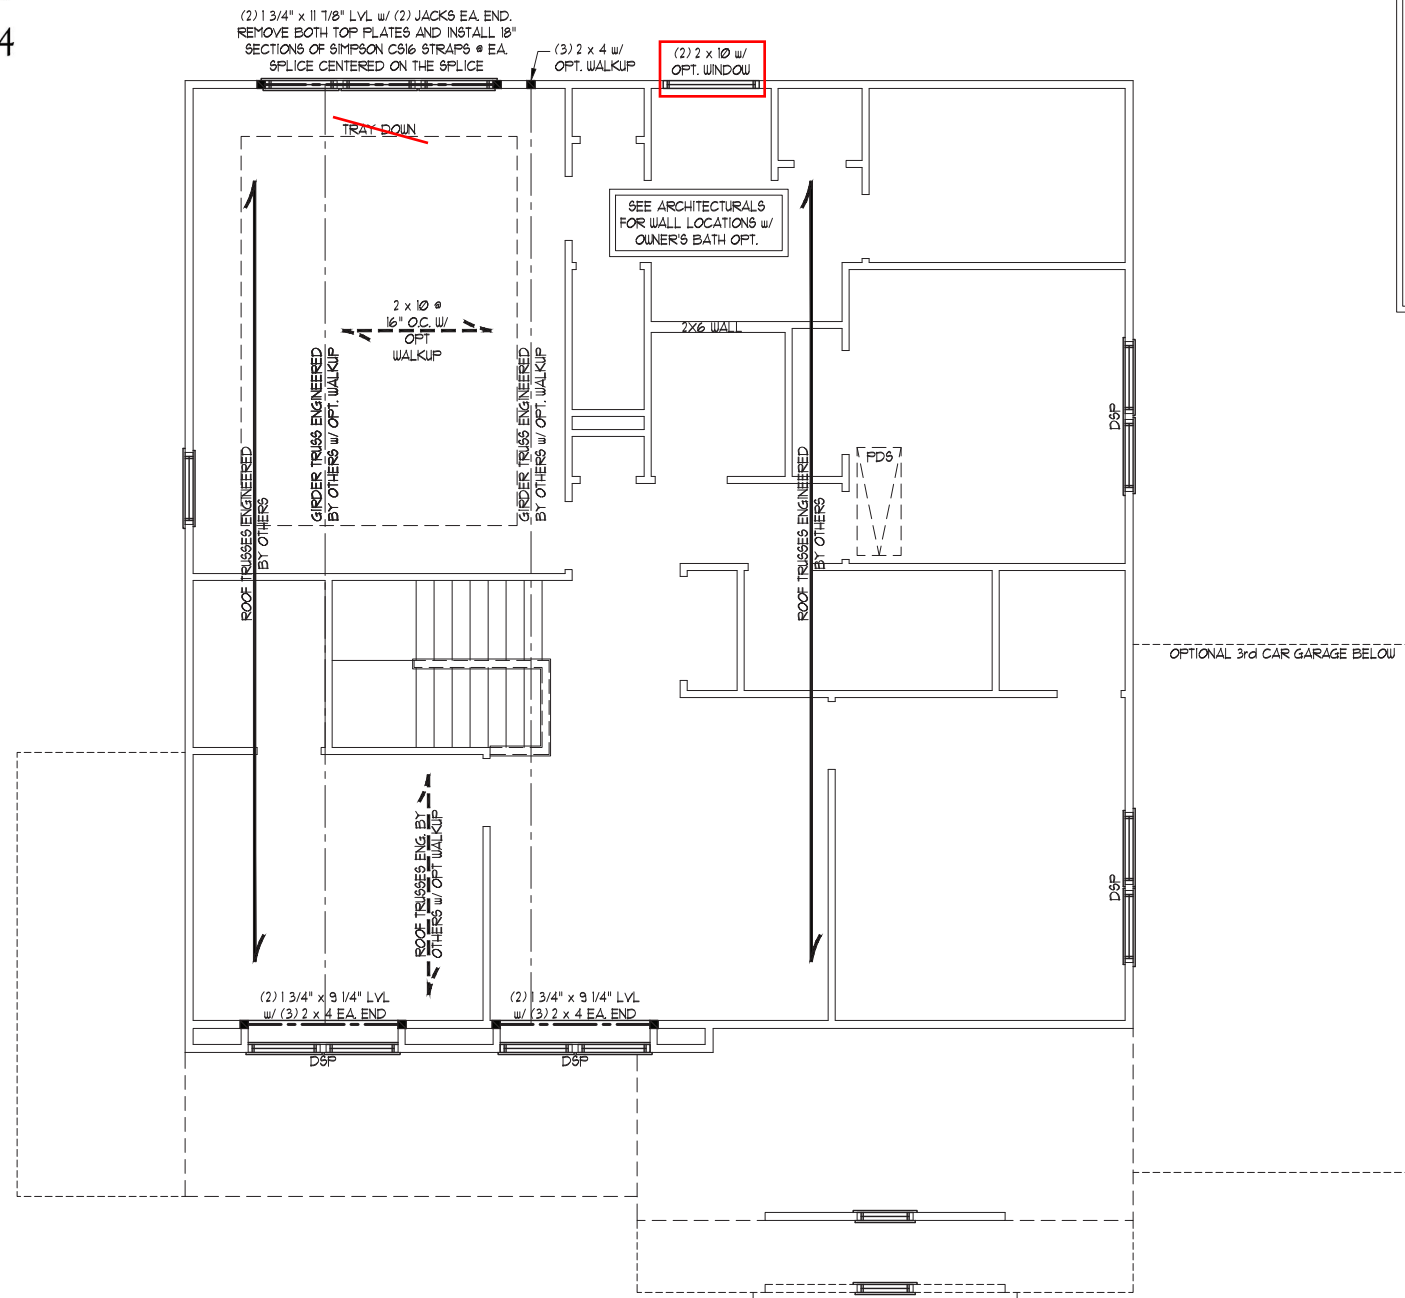 4
(2) 1 3/4" x 11 7/8" LVL w/ (2) JACKS EA. END.
REMOVE BOTH TOP PLATES AND INSTALL 18"
SECTIONS OF SIMPSON CS16 STRAPS @ EA.
SPLICE CENTERED ON THE SPLICE
(3) 2 x 4 w/
OPT. WALKUP
(2) 2 x 10 w/
OPT. WINDOW
TRAY DOWN
SEE ARCHITECTURALS
FOR WALL LOCATIONS w/
OWNER'S BATH OPT.
2 x 10 @
16" O.C. W/
OPT
WALKUP
2X6 WALL
GIRDER TRUSS ENGINEERED
BY OTHERS w/ OPT. WALKUP
GIRDER TRUSS ENGINEERED
BY OTHERS w/ OPT. WALKUP
ROOF TRUSSES ENGINEERED
BY OTHERS
ROOF TRUSSES ENGINEERED
BY OTHERS
PDS
DSP
OPTIONAL 3rd CAR GARAGE BELOW
ROOF TRUSSES ENG. BY
OTHERS w/ OPT WALKUP
DSP
(2) 1 3/4" x 9 1/4" LVL
w/ (3) 2 x 4 EA. END
(2) 1 3/4" x 9 1/4" LVL
w/ (3) 2 x 4 EA. END
DSP
DSP